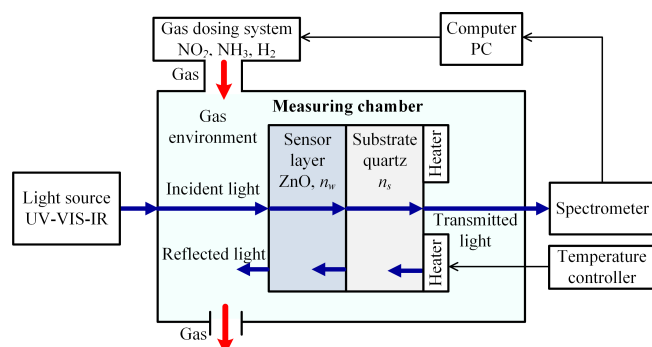 Gas dosing system
NO₂, NH₃, H₂
Computer
PC
Gas
Measuring chamber
Gas
environment
Sensor
layer
ZnO, nw
Substrate
quartz
ns
Heater
Light source
UV-VIS-IR
Incident light
Transmitted
light
Spectrometer
Reflected light
Heater
Temperature
controller
Gas